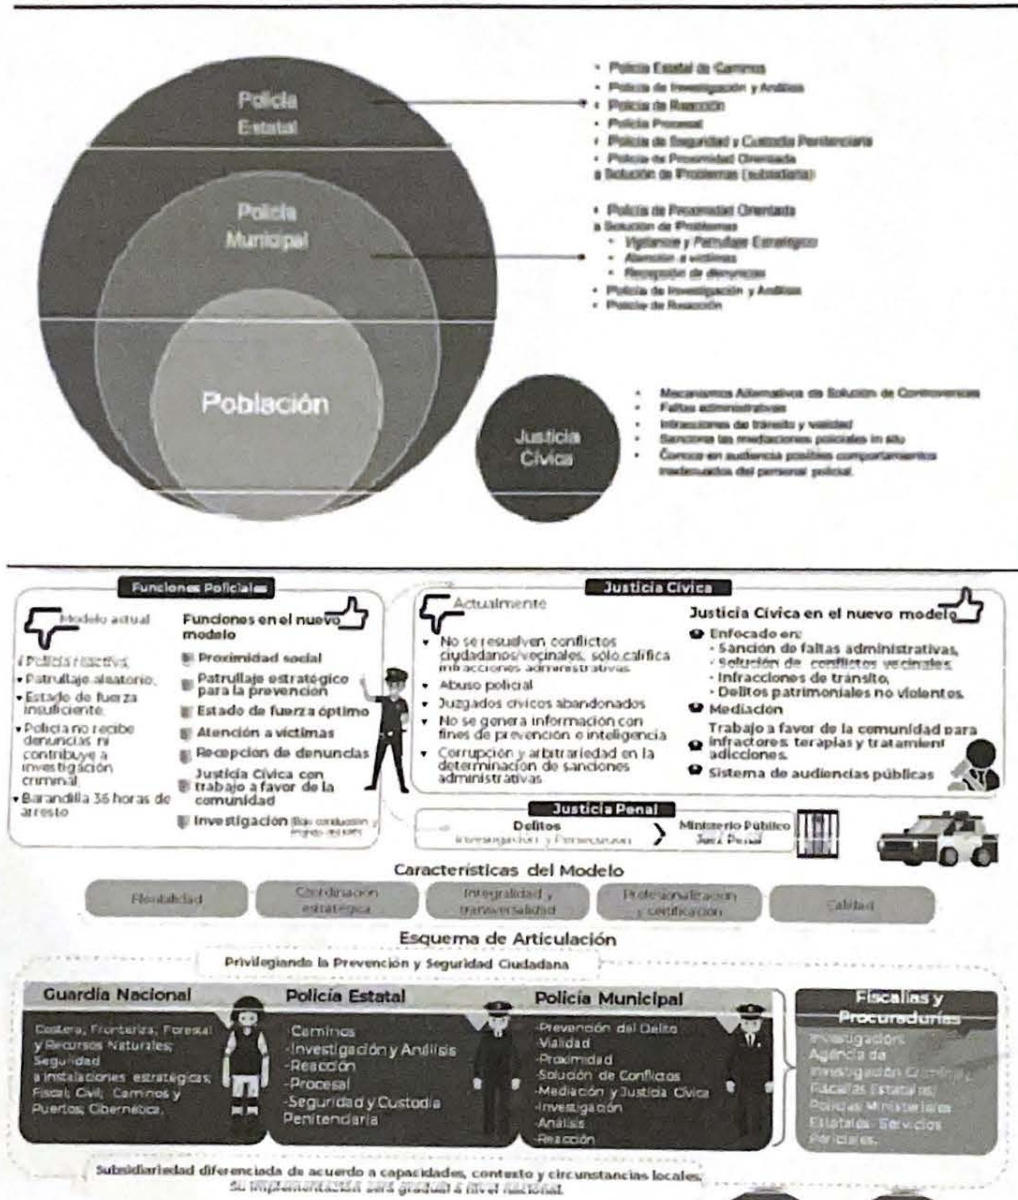 Policía
Estatal
• Policía Estatal de Caminos
• Policía de Investigación y Análisis
• Policía de Reacción
• Policía Procesal
• Policía de Seguridad y Custodia Penitenciaria
• Policía de Proximidad Orientada
a Solución de Problemas (subsidiaria)
Policía
Municipal
• Policía de Proximidad Orientada
a Solución de Problemas
• Vigilancia y Patrullaje Estratégico
• Atención a víctimas
• Recepción de denuncias
• Policía de Investigación y Análisis
• Policía de Reacción
Población
Justicia
Cívica
• Mecanismos Alternativos de Solución de Controversias
• Faltas administrativas
• Infracciones de tránsito y vialidad
• Sanciona las mediaciones policiales in situ
• Conoce en audiencia posibles comportamientos
inadecuados del personal policial.
Funciones Policiales
Modelo actual
Policía reactiva,
• Patrullaje aleatorio,
• Estado de fuerza
insuficiente,
• Policía no recibe
denuncias ni
contribuye a
investigación
criminal,
• Barandilla 36 horas de
arresto
Funciones en el nuevo
modelo
Proximidad social
Patrullaje estratégico
para la prevención
Estado de fuerza óptimo
Atención a víctimas
Recepcion de denuncias
Justicia Cívica con
trabajo a favor de la
comunidad
Investigación (Bajo conducción y
Justicia Cívica
Actualmente
No se resuelven conflictos
ciudadanos/vecinales, sólo califica
infracciones administrativas
Abuso policial
Juzgados cívicos abandonados
No se genera información con
fines de prevención e inteligencia
Corrupción y arbitrariedad en la
determinación de sanciones
administrativas
Justicia Cívica en el nuevo modelo
Enfocado en:
• Sanción de faltas administrativas,
• Solución de conflictos vecinales,
• Infracciones de tránsito,
• Delitos patrimoniales no violentos.
Mediación
Trabajo a favor de la comunidad para
infractores, terapias y tratamient
adicciones.
Sistema de audiencias públicas
Justicia Penal
Delitos
Investigación y Persecución
Ministerio Público
Juez Penal
Características del Modelo
Flexibilidad
Coordinación
estratégica
Integralidad y
transversalidad
Profesionalización
y certificación
Calidad
Esquema de Articulación
Privilegiando la Prevención y Seguridad Ciudadana
Guardia Nacional
Costera, Fronteriza, Forestal
y Recursos Naturales;
Seguridad
a instalaciones estratégicas;
Fiscal; Civil; Caminos y
Puertos; Cibernética.
Policía Estatal
-Caminos
-Investigación y Análisis
-Reacción
-Procesal
-Seguridad y Custodia
Penitenciaria
Policía Municipal
-Prevención del Delito
-Vialidad
-Proximidad
-Solución de Conflictos
-Mediación y Justicia Cívica
-Investigación
-Análisis
-Reacción
Fiscalías y
Procuradurías
Investigación;
Agencia de
Investigación
Fiscalías Estatales;
Policías Ministeriales
Estatales Servicios
Periciales.
Subsidiariedad diferenciada de acuerdo a capacidades, contexto y circunstancias locales.
Su implementación será gradual a nivel nacional.